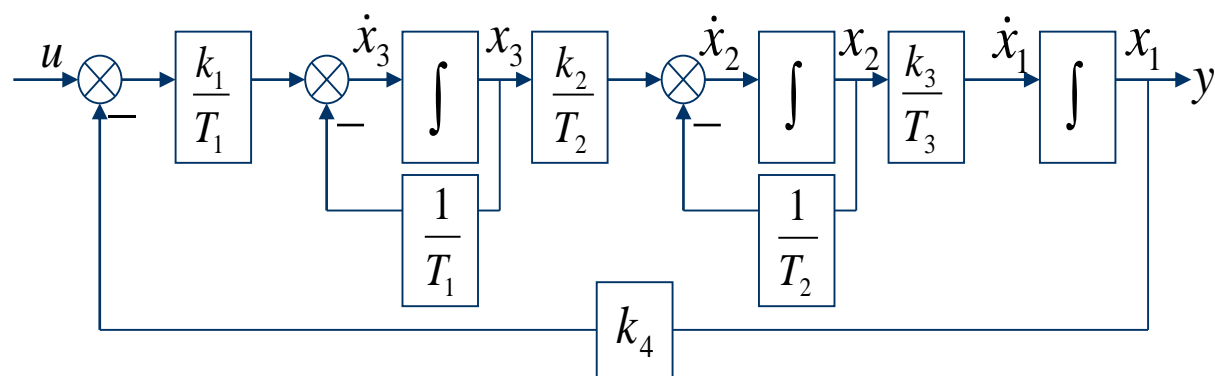 u − k₁/T₁ − ẋ₃ ∫ x₃ k₂/T₂ − ẋ₂ ∫ x₂ k₃/T₃ ẋ₁ ∫ x₁ y
1/T₁ 1/T₂
k₄